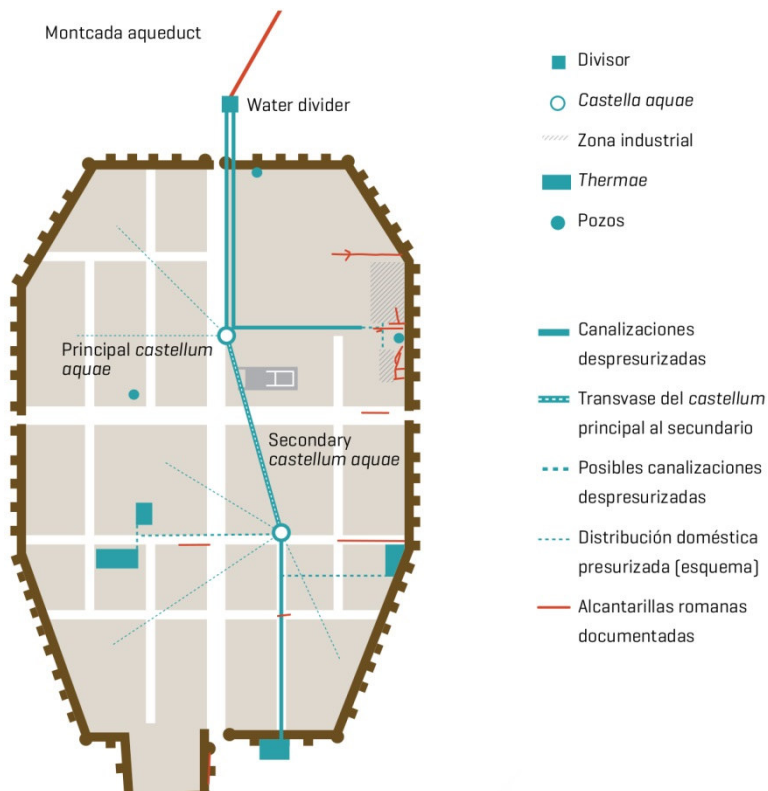 Montcada aqueduct
Water divider
Principal castellum
aquae
Secondary
castellum aquae
Divisor
Castella aquae
Zona industrial
Thermae
Pozos
Canalizaciones
despresurizadas
Transvase del castellum
principal al secundario
Posibles canalizaciones
despresurizadas
Distribución doméstica
presurizada (esquema)
Alcantarillas romanas
documentadas